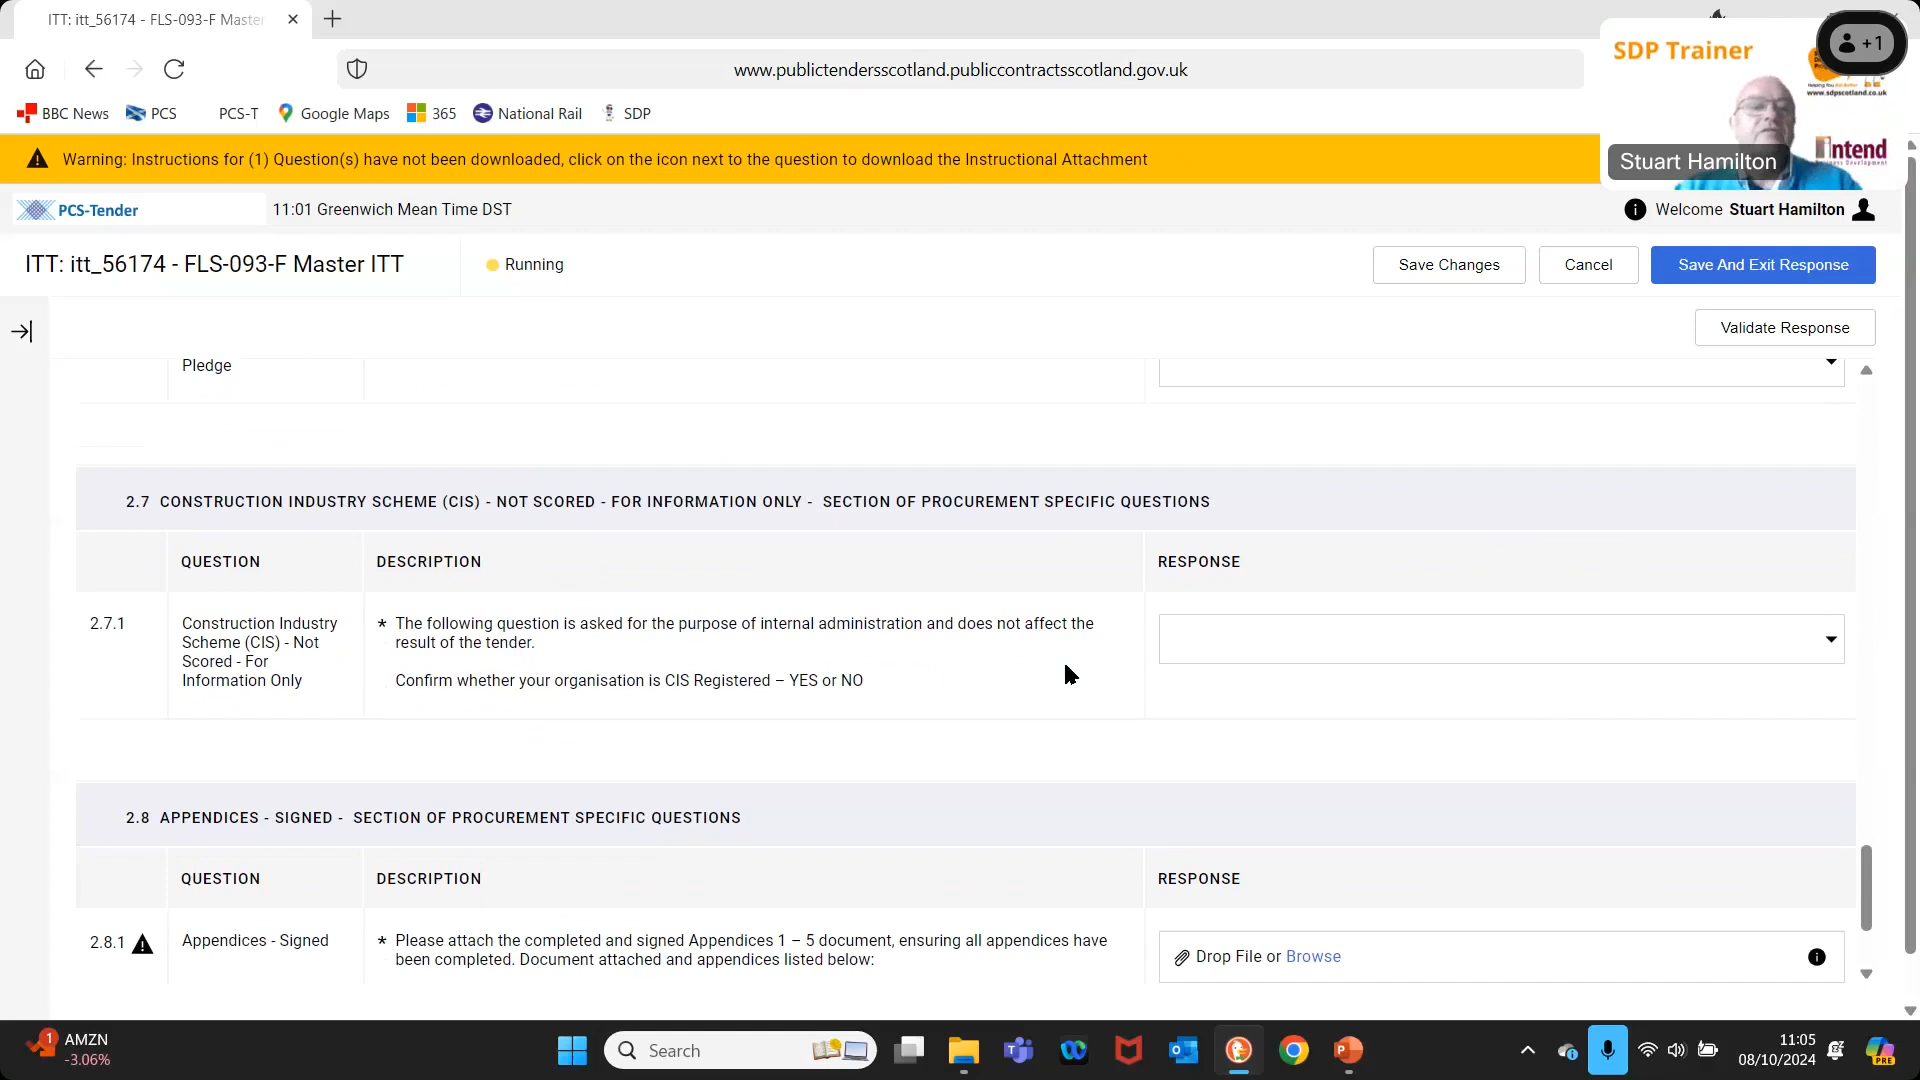 ITT: itt_56174 - FLS-093-F Master
www.publictendersscotland.publiccontractsscotland.gov.uk
SDP Trainer
+1
www.sdpscotland.co.uk
BBC News PCS PCS-T Google Maps 365 National Rail SDP
intend
Stuart Hamilton
Warning: Instructions for (1) Question(s) have not been downloaded, click on the icon next to the question to download the Instructional Attachment
PCS-Tender 11:01 Greenwich Mean Time DST
Welcome Stuart Hamilton
ITT: itt_56174 - FLS-093-F Master ITT
Running
Save Changes
Cancel
Save And Exit Response
Validate Response
Pledge
2.7 CONSTRUCTION INDUSTRY SCHEME (CIS) - NOT SCORED - FOR INFORMATION ONLY - SECTION OF PROCUREMENT SPECIFIC QUESTIONS
QUESTION DESCRIPTION RESPONSE
2.7.1
Construction Industry
Scheme (CIS) - Not
Scored - For
Information Only
* The following question is asked for the purpose of internal administration and does not affect the
result of the tender.
Confirm whether your organisation is CIS Registered – YES or NO
2.8 APPENDICES - SIGNED - SECTION OF PROCUREMENT SPECIFIC QUESTIONS
QUESTION DESCRIPTION RESPONSE
2.8.1
Appendices - Signed
* Please attach the completed and signed Appendices 1 – 5 document, ensuring all appendices have
been completed. Document attached and appendices listed below:
Drop File or Browse
1
AMZN
-3.06%
Search
11:05
08/10/2024
PRE